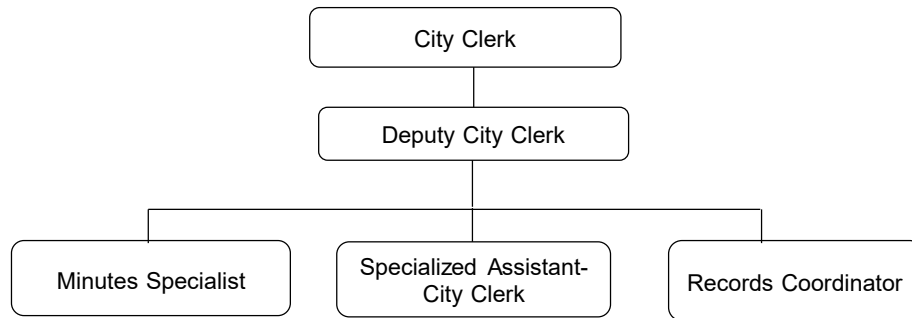 City Clerk
Deputy City Clerk
Minutes Specialist
Specialized Assistant-
City Clerk
Records Coordinator